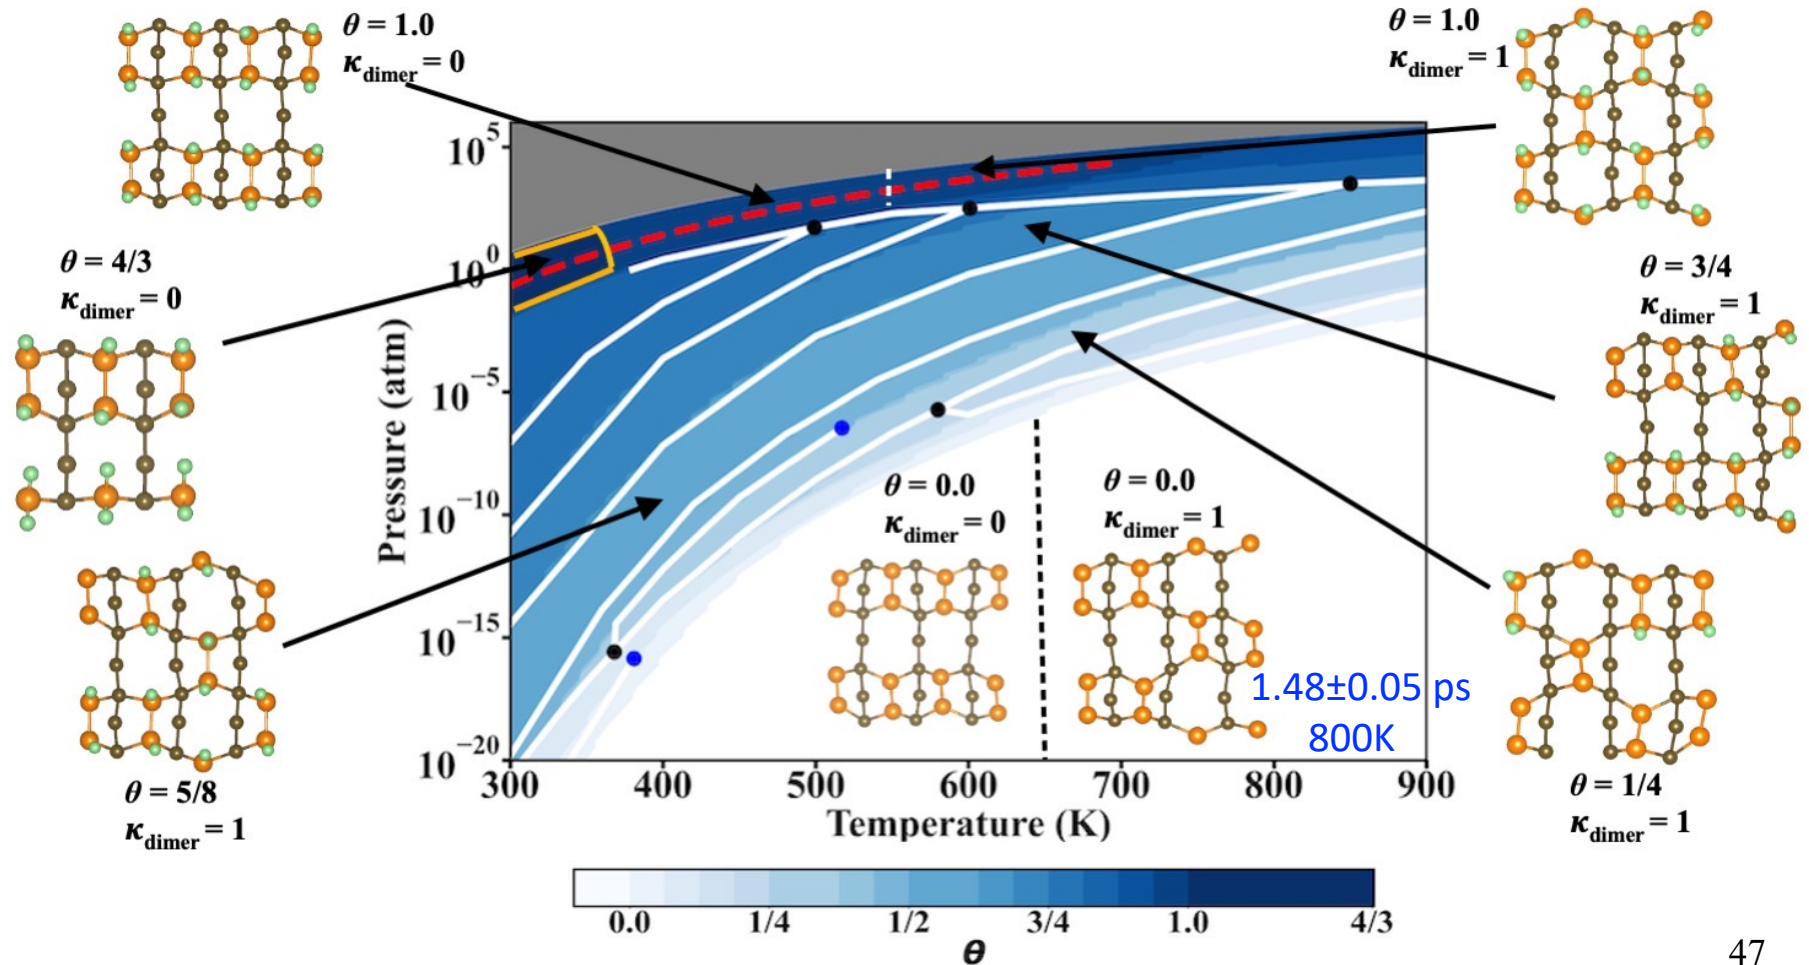 θ = 1.0
κdimer = 0
θ = 1.0
κdimer = 1
θ = 4/3
κdimer = 0
θ = 3/4
κdimer = 1
θ = 5/8
κdimer = 1
θ = 1/4
κdimer = 1
θ = 0.0
κdimer = 0
θ = 0.0
κdimer = 1
1.48±0.05 ps
800K
Pressure (atm)
10^5
10^0
10^−5
10^−10
10^−15
10^−20
300 400 500 600 700 800 900
Temperature (K)
0.0 1/4 1/2 3/4 1.0 4/3
θ
47